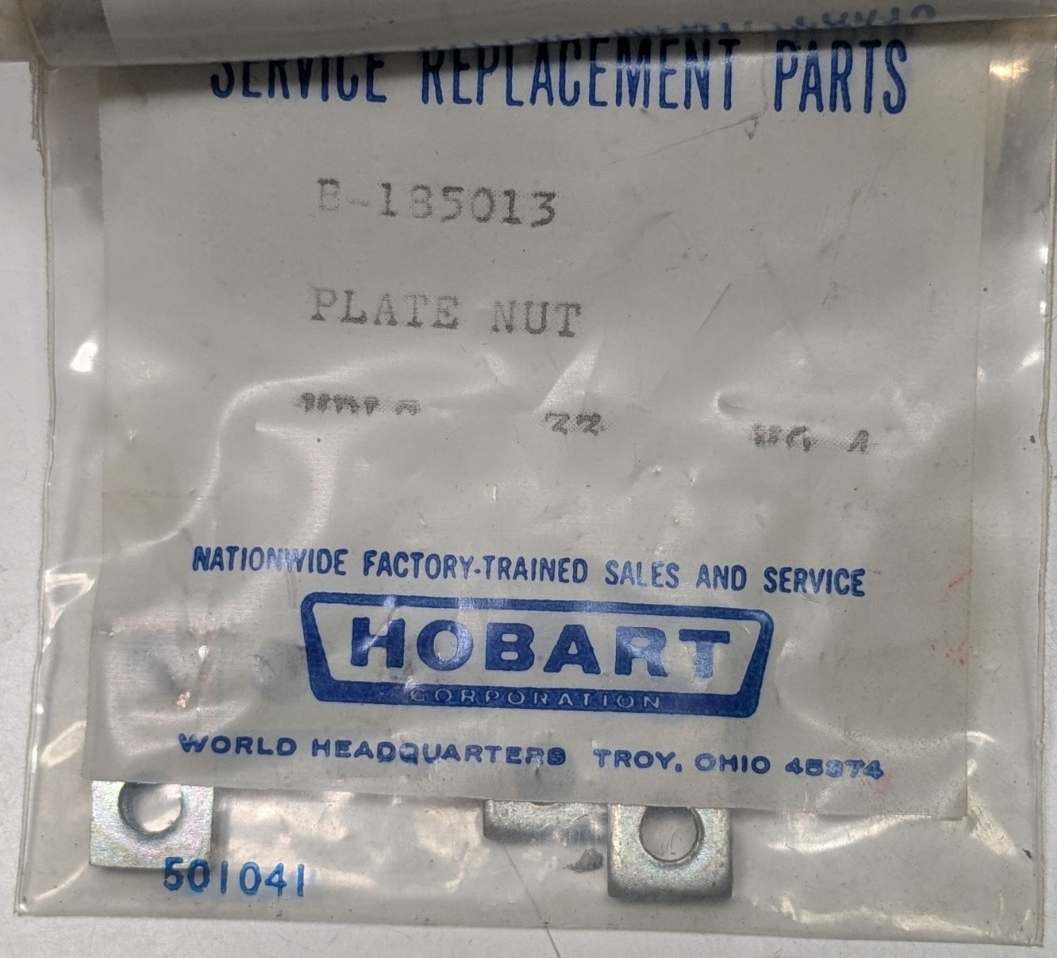 SERVICE REPLACEMENT PARTS
B-185013
PLATE NUT
NATIONWIDE FACTORY-TRAINED SALES AND SERVICE
HOBART
CORPORATION
WORLD HEADQUARTERS TROY, OHIO 45374
501041